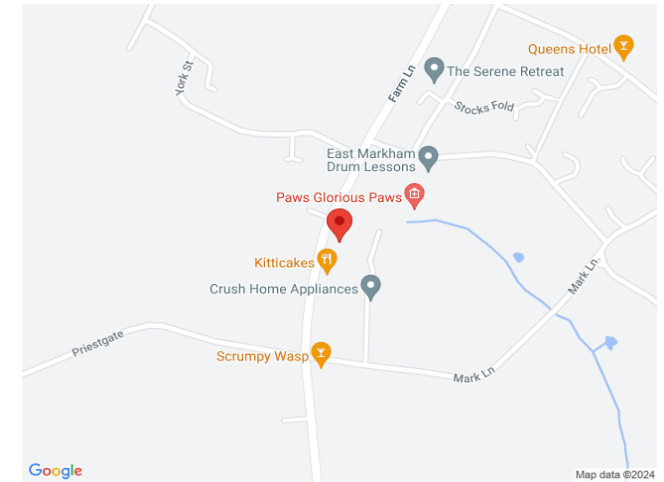 Queens Hotel
The Serene Retreat
York St
Farm Ln
Stocks Fold
East Markham
Drum Lessons
Paws Glorious Paws
Kitticakes
Crush Home Appliances
Mark Ln
Priestgate
Scrumpy Wasp
Mark Ln
Google
Map data ©2024